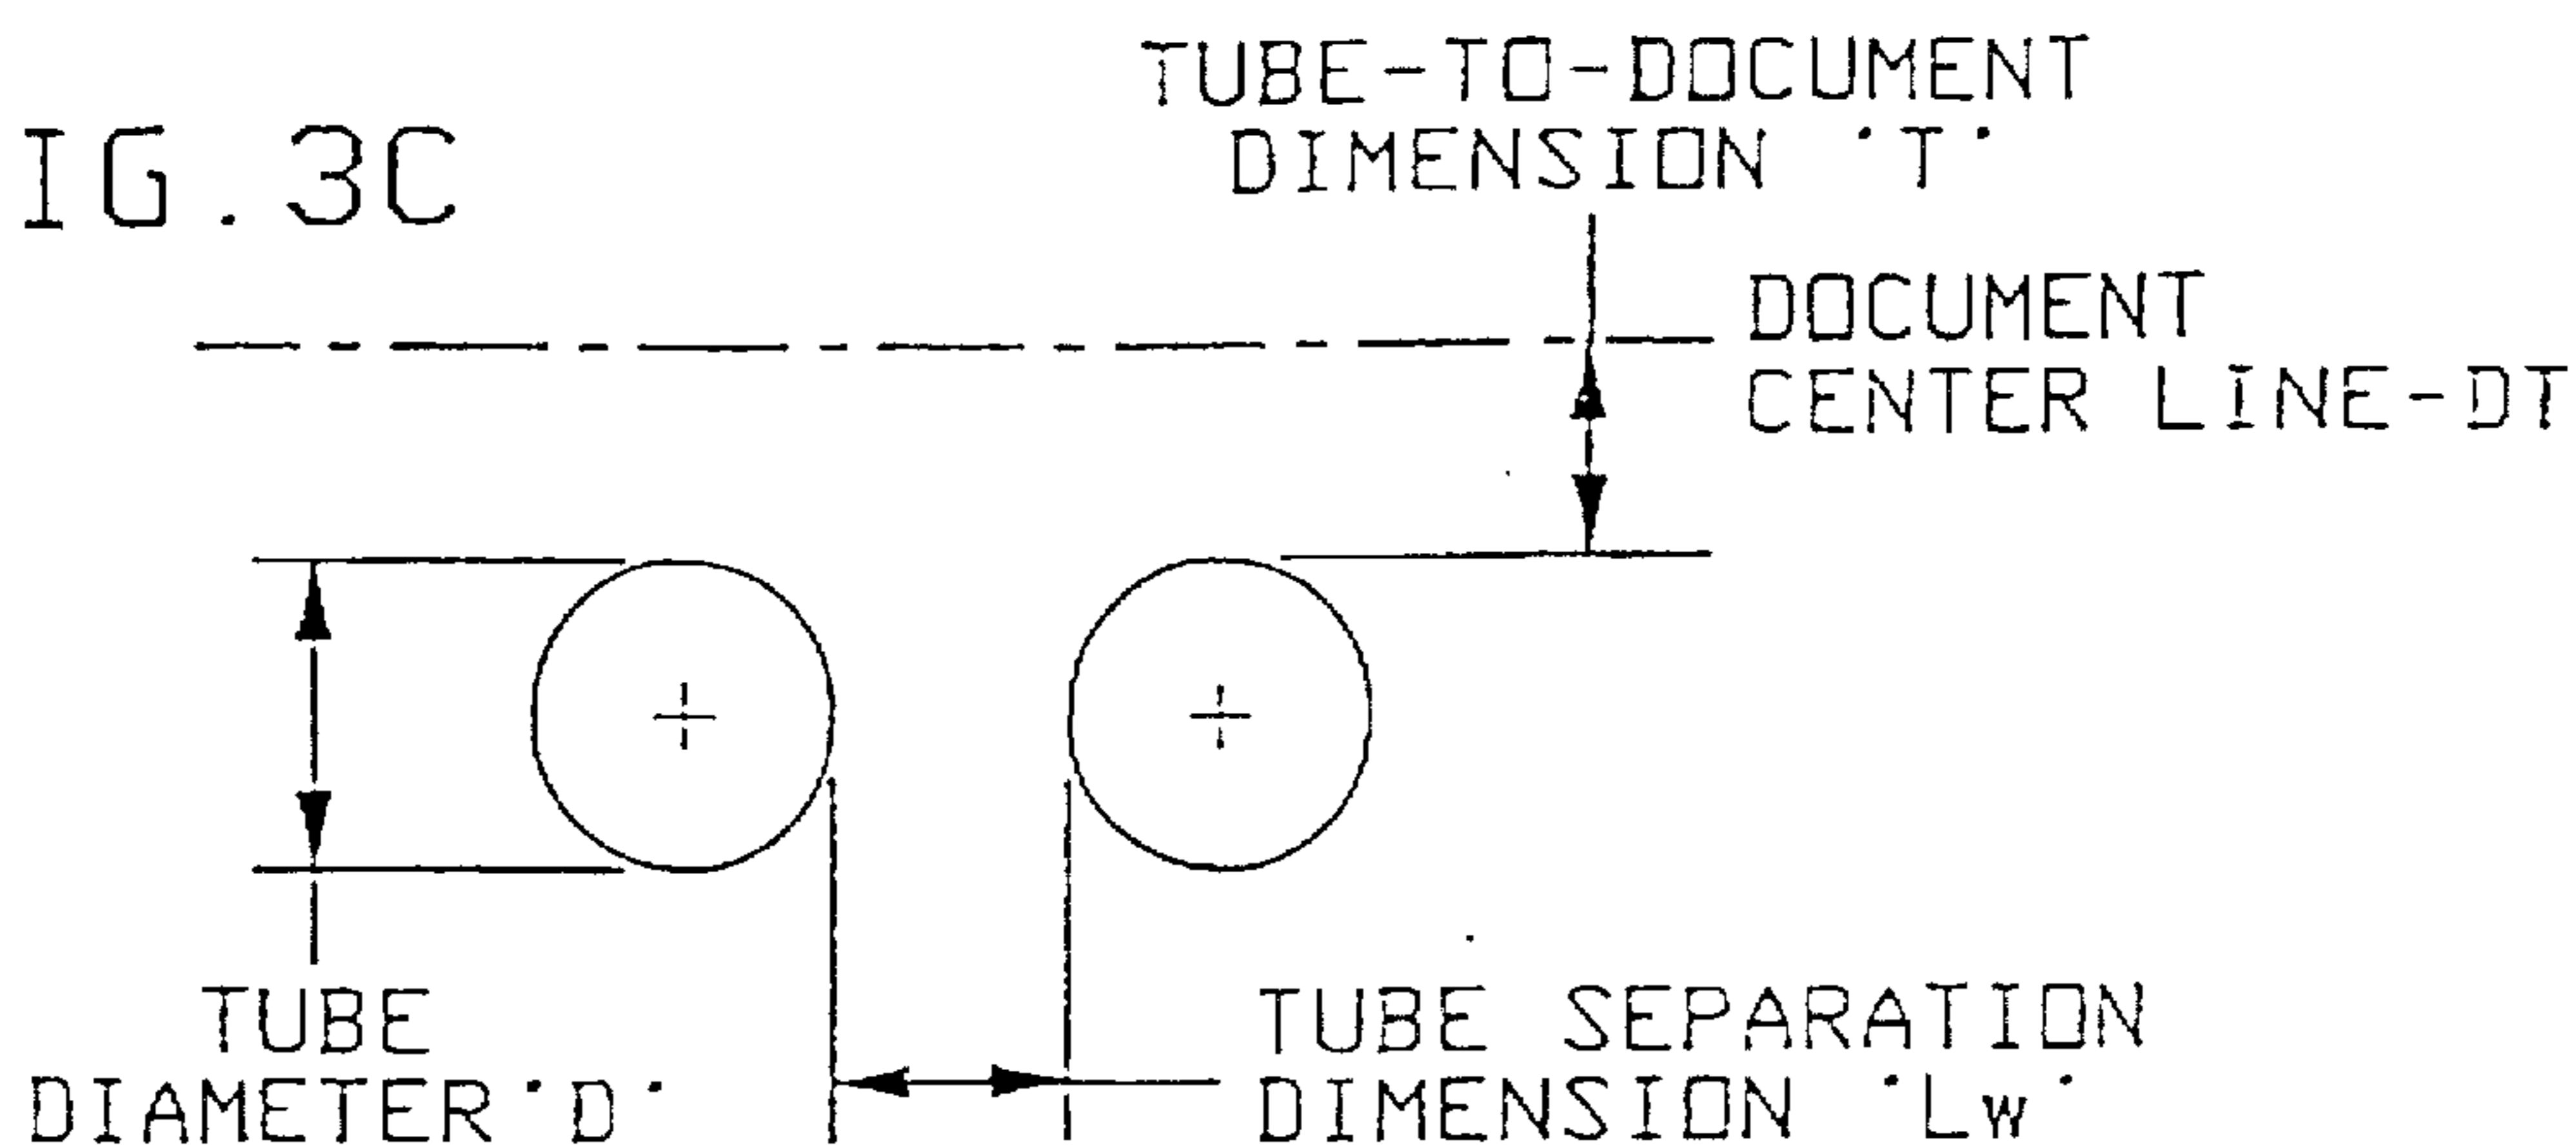 IG. 3C
TUBE-TO-DOCUMENT
DIMENSION 'T'
DOCUMENT
CENTER LINE-DT
TUBE
DIAMETER 'D'
TUBE SEPARATION
DIMENSION 'Lw'